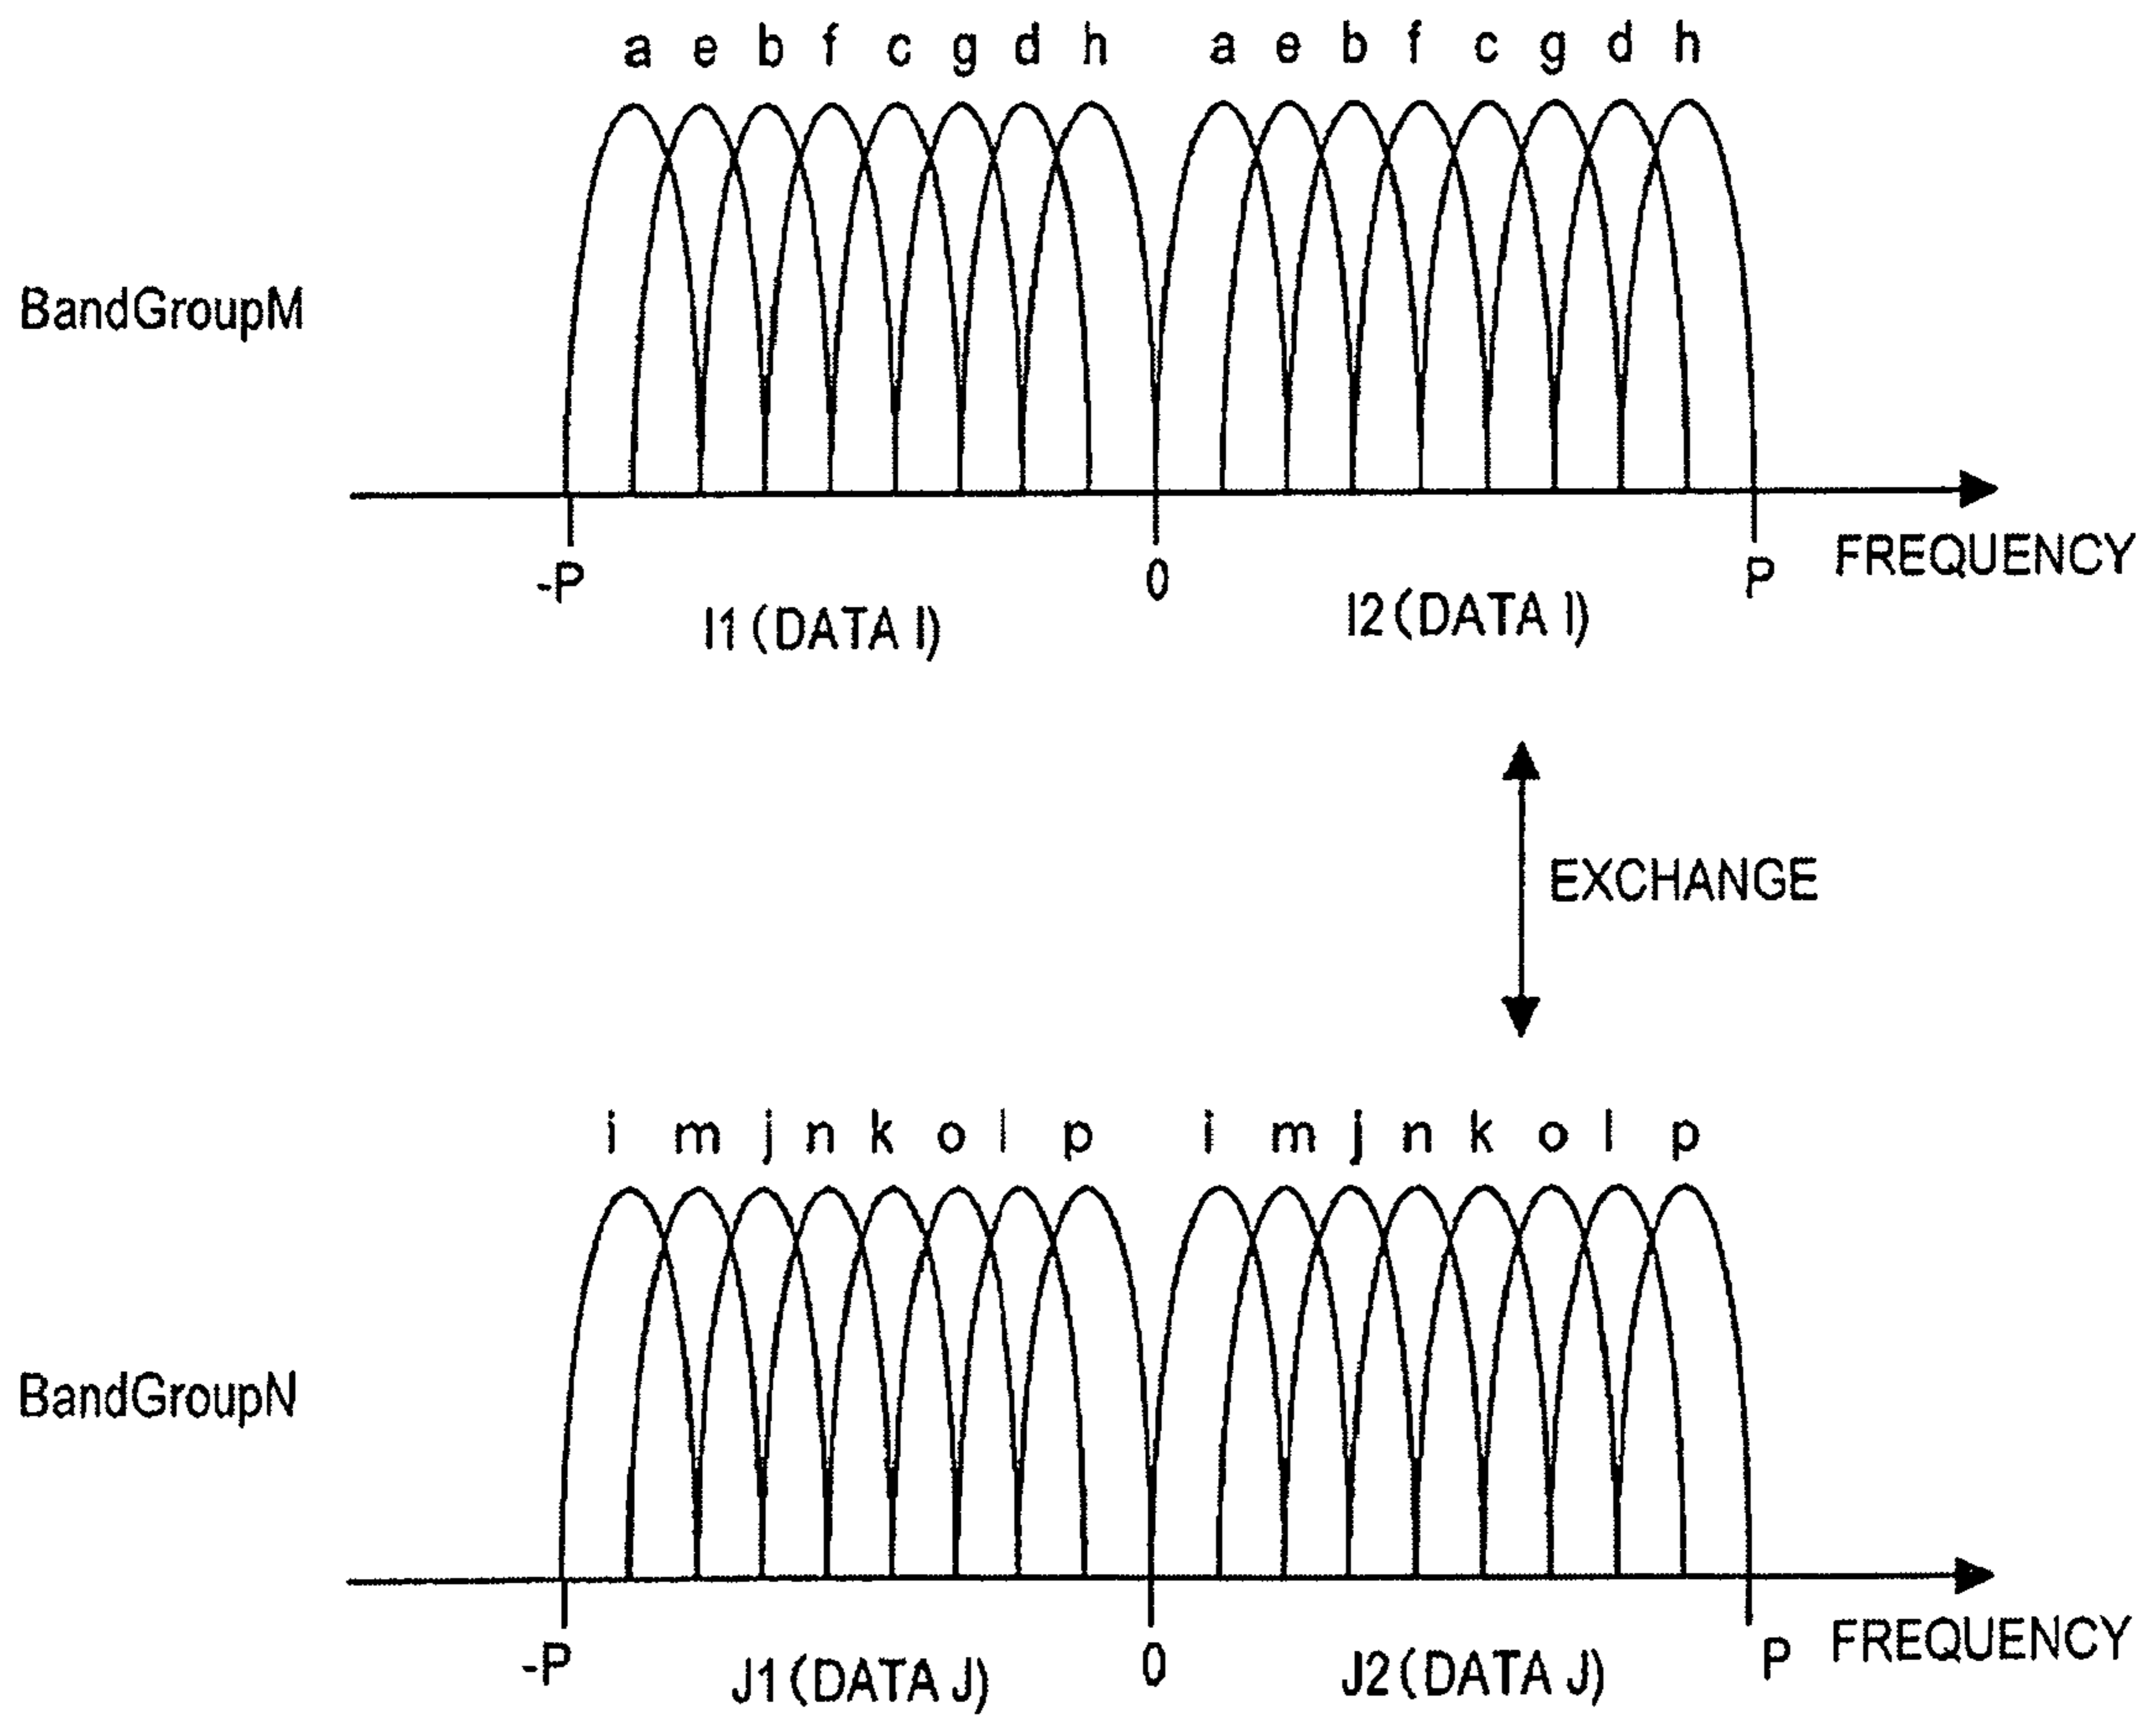 a e b f c g d h a e b f c g d h
BandGroupM
-P 0 P FREQUENCY
I1(DATA I) I2(DATA I)
EXCHANGE
i m j n k o l p i m j n k o l p
BandGroupN
-P 0 P FREQUENCY
J1(DATA J) J2(DATA J)